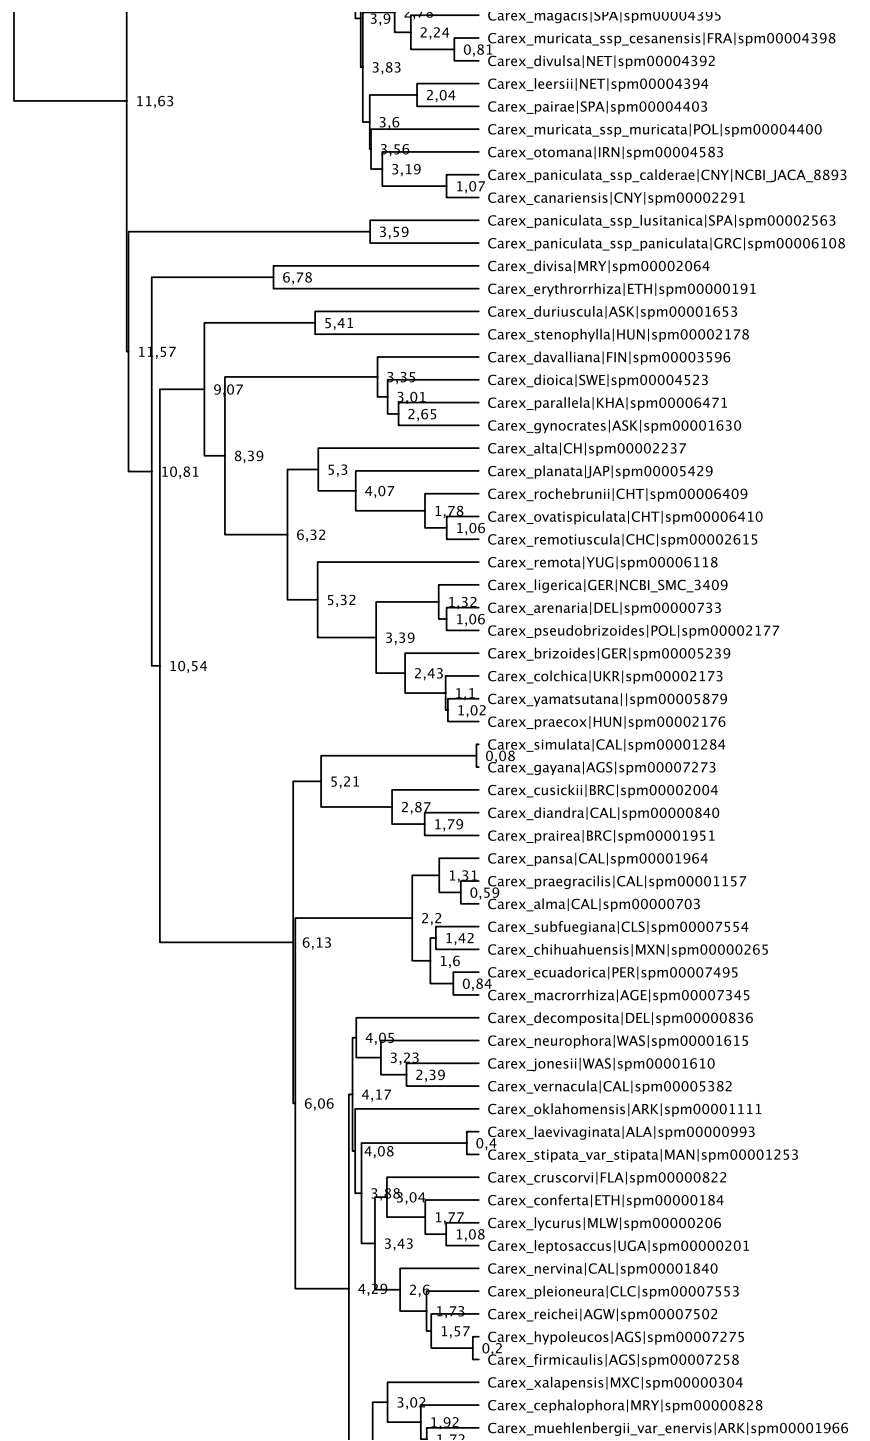 Carex_magacis|SPA|spm00004395
3,9
2,78
2,24
Carex_muricata_ssp_cesanensis|FRA|spm00004398
0,81
Carex_divulsa|NET|spm00004392
3,83
Carex_leersii|NET|spm00004394
2,04
11,63
Carex_pairae|SPA|spm00004403
3,6
Carex_muricata_ssp_muricata|POL|spm00004400
3,56
Carex_otomana|IRN|spm00004583
3,19
Carex_paniculata_ssp_calderae|CNY|NCBI_JACA_8893
1,07
Carex_canariensis|CNY|spm00002291
Carex_paniculata_ssp_lusitanica|SPA|spm00002563
3,59
Carex_paniculata_ssp_paniculata|GRC|spm00006108
Carex_divisa|MRY|spm00002064
6,78
Carex_erythrorrhiza|ETH|spm00000191
Carex_duriuscula|ASK|spm00001653
5,41
Carex_stenophylla|HUN|spm00002178
11,57
Carex_davalliana|FIN|spm00003596
3,35
Carex_dioica|SWE|spm00004523
9,07
3,01
Carex_parallela|KHA|spm00006471
2,65
Carex_gynocrates|ASK|spm00001630
Carex_alta|CH|spm00002237
8,39
5,3
10,81
Carex_planata|JAP|spm00005429
4,07
Carex_rochebrunii|CHT|spm00006409
1,78
Carex_ovatispiculata|CHT|spm00006410
1,06
6,32
Carex_remotiuscula|CHC|spm00002615
Carex_remota|YUG|spm00006118
Carex_ligerica|GER|NCBI_SMC_3409
5,32
1,32
Carex_arenaria|DEL|spm00000733
1,06
Carex_pseudobrizoides|POL|spm00002177
3,39
Carex_brizoides|GER|spm00005239
10,54
2,43
Carex_colchica|UKR|spm00002173
1,1
Carex_yamatsutana||spm00005879
1,02
Carex_praecox|HUN|spm00002176
Carex_simulata|CAL|spm00001284
0,08
Carex_gayana|AGS|spm00007273
5,21
Carex_cusickii|BRC|spm00002004
2,87
Carex_diandra|CAL|spm00000840
1,79
Carex_prairea|BRC|spm00001951
Carex_pansa|CAL|spm00001964
1,31
Carex_praegracilis|CAL|spm00001157
0,59
Carex_alma|CAL|spm00000703
2,2
Carex_subfuegiana|CLS|spm00007554
1,42
6,13
Carex_chihuahuensis|MXN|spm00000265
1,6
Carex_ecuadorica|PER|spm00007495
0,84
Carex_macrorrhiza|AGE|spm00007345
Carex_decomposita|DEL|spm00000836
4,05
Carex_neurophora|WAS|spm00001615
3,23
Carex_jonesii|WAS|spm00001610
2,39
Carex_vernacula|CAL|spm00005382
4,17
6,06
Carex_oklahomensis|ARK|spm00001111
Carex_laevivaginata|ALA|spm00000993
0,4
4,08
Carex_stipata_var_stipata|MAN|spm00001253
Carex_cruscorvi|FLA|spm00000822
3,88
3,04
Carex_conferta|ETH|spm00000184
1,77
Carex_lycurus|MLW|spm00000206
1,08
3,43
Carex_leptosaccus|UGA|spm00000201
Carex_nervina|CAL|spm00001840
4,29
2,6
Carex_pleioneura|CLC|spm00007553
1,73
Carex_reichei|AGW|spm00007502
1,57
Carex_hypoleucos|AGS|spm00007275
0,2
Carex_firmicaulis|AGS|spm00007258
Carex_xalapensis|MXC|spm00000304
3,02
Carex_cephalophora|MRY|spm00000828
1,92
Carex_muehlenbergii_var_enervis|ARK|spm00001966
1,72